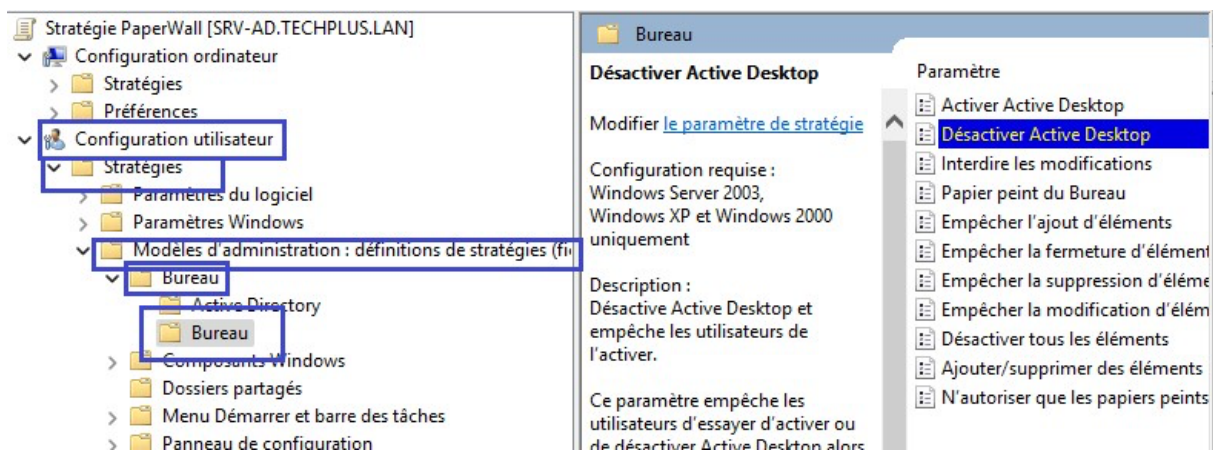 Stratégie PaperWall [SRV-AD.TECHPLUS.LAN]
Configuration ordinateur
Stratégies
Préférences
Configuration utilisateur
Stratégies
Paramètres du logiciel
Paramètres Windows
Modèles d'administration : définitions de stratégies (fi
Bureau
Active Directory
Bureau
Composants Windows
Dossiers partagés
Menu Démarrer et barre des tâches
Panneau de configuration
Bureau
Désactiver Active Desktop
Modifier le paramètre de stratégie
Configuration requise :
Windows Server 2003,
Windows XP et Windows 2000
uniquement
Description :
Désactive Active Desktop et
empêche les utilisateurs de
l'activer.
Ce paramètre empêche les
utilisateurs d'essayer d'activer ou
de désactiver Active Desktop alors
Paramètre
Activer Active Desktop
Désactiver Active Desktop
Interdire les modifications
Papier peint du Bureau
Empêcher l'ajout d'éléments
Empêcher la fermeture d'élément
Empêcher la suppression d'éléme
Empêcher la modification d'élém
Désactiver tous les éléments
Ajouter/supprimer des éléments
N'autoriser que les papiers peints